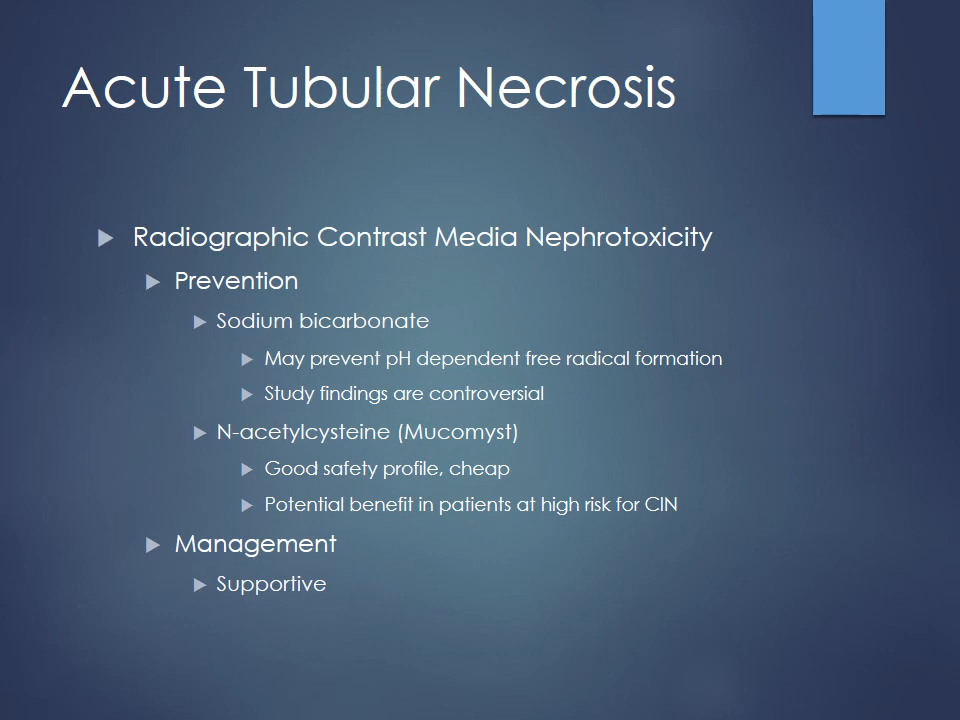 Acute Tubular Necrosis
Radiographic Contrast Media Nephrotoxicity
Prevention
Sodium bicarbonate
May prevent pH dependent free radical formation
Study findings are controversial
N-acetylcysteine (Mucomyst)
Good safety profile, cheap
Potential benefit in patients at high risk for CIN
Management
Supportive